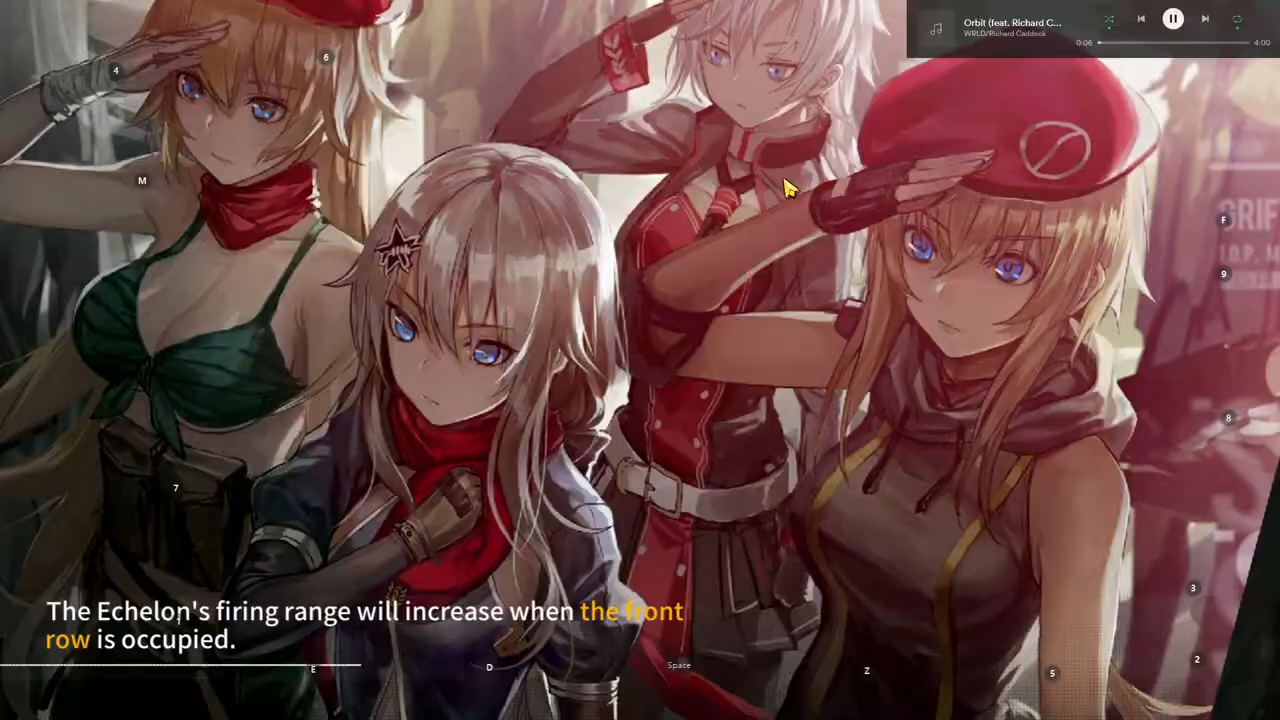 Orbit (feat. Richard C...
WRLD/Richard Caddock
0:06
4:00
6
4
M
F
GRIF
9
8
7
3
The Echelon's firing range will increase when the front
row is occupied.
2
E
D
Space
Z
5